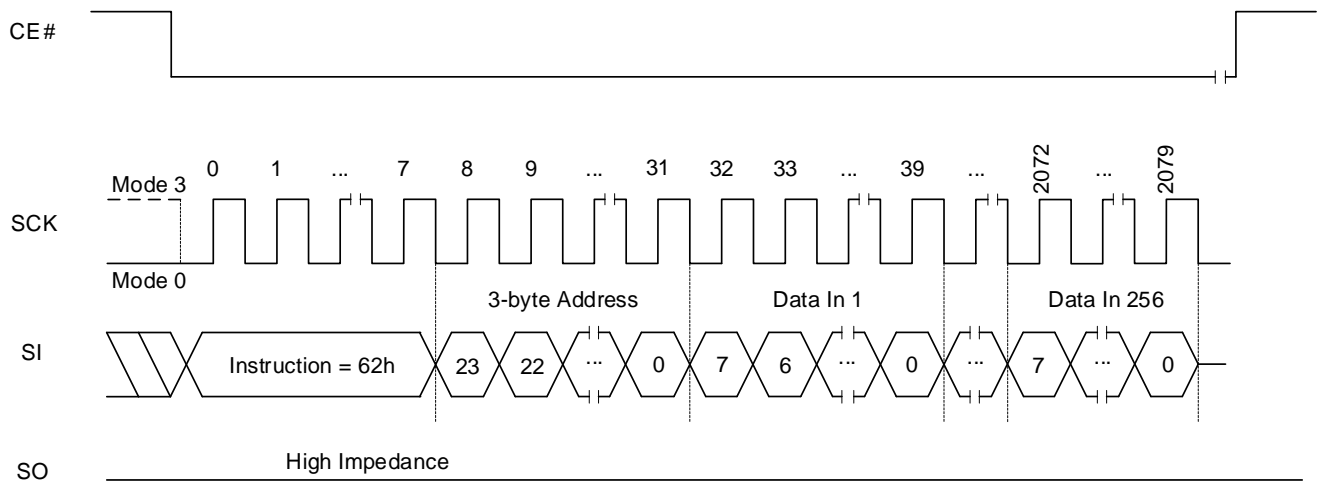 CE#
0 1 ... 7 8 9 ... 31 32 33 ... 39 ... 2072 ... 2079
Mode 3
SCK
Mode 0
3-byte Address Data In 1 Data In 256
SI Instruction = 62h 23 22 ... 0 7 6 ... 0 ... 7 ... 0
High Impedance
SO